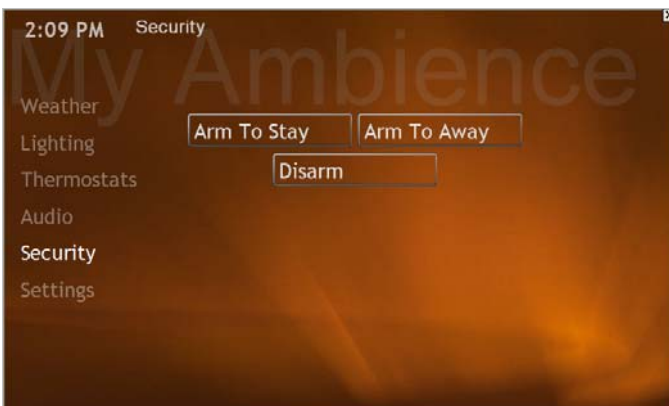 2:09 PM Security
My Ambience
Weather
Lighting
Thermostats
Audio
Security
Settings
Arm To Stay Arm To Away
Disarm